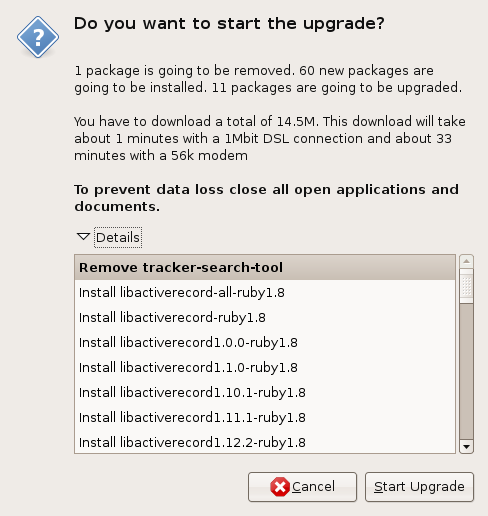 Do you want to start the upgrade?
1 package is going to be removed. 60 new packages are
going to be installed. 11 packages are going to be upgraded.
You have to download a total of 14.5M. This download will take
about 1 minutes with a 1Mbit DSL connection and about 33
minutes with a 56k modem
To prevent data loss close all open applications and
documents.
Details
Remove tracker-search-tool
Install libactiverecord-all-ruby1.8
Install libactiverecord-ruby1.8
Install libactiverecord1.0.0-ruby1.8
Install libactiverecord1.1.0-ruby1.8
Install libactiverecord1.10.1-ruby1.8
Install libactiverecord1.11.1-ruby1.8
Install libactiverecord1.12.2-ruby1.8
Cancel
Start Upgrade